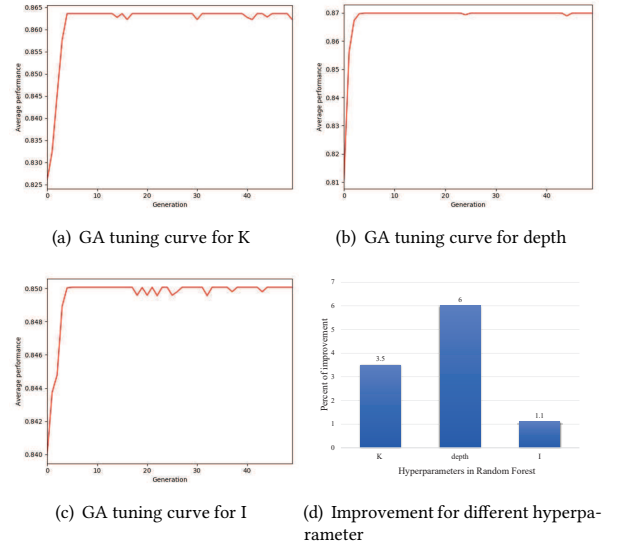 0.865
0.860
0.855
0.850
0.845
0.840
0.835
0.830
0.825
Average performance
0 10 20 30 40
Generation
(a) GA tuning curve for K
0.87
0.86
0.85
0.84
0.83
0.82
0.81
Average performance
0 10 20 30 40
Generation
(b) GA tuning curve for depth
0.850
0.848
0.846
0.844
0.842
0.840
Average performance
0 10 20 30 40
Generation
(c) GA tuning curve for I
7
6
5
4
3
2
1
0
Percent of improvement
3.5
6
1.1
K depth I
Hyperparameters in Random Forest
(d) Improvement for different hyperpa-
rameter